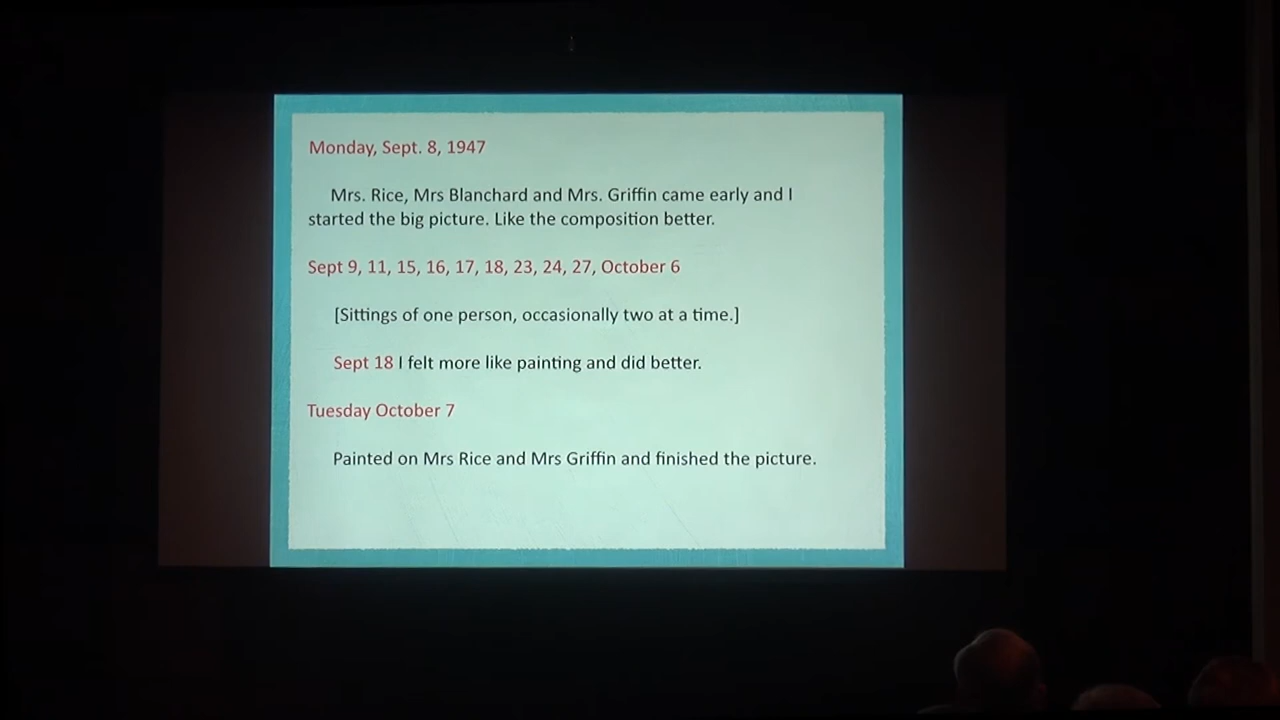 Monday, Sept. 8, 1947
Mrs. Rice, Mrs Blanchard and Mrs. Griffin came early and I
started the big picture. Like the composition better.
Sept 9, 11, 15, 16, 17, 18, 23, 24, 27, October 6
[Sittings of one person, occasionally two at a time.]
Sept 18 I felt more like painting and did better.
Tuesday October 7
Painted on Mrs Rice and Mrs Griffin and finished the picture.